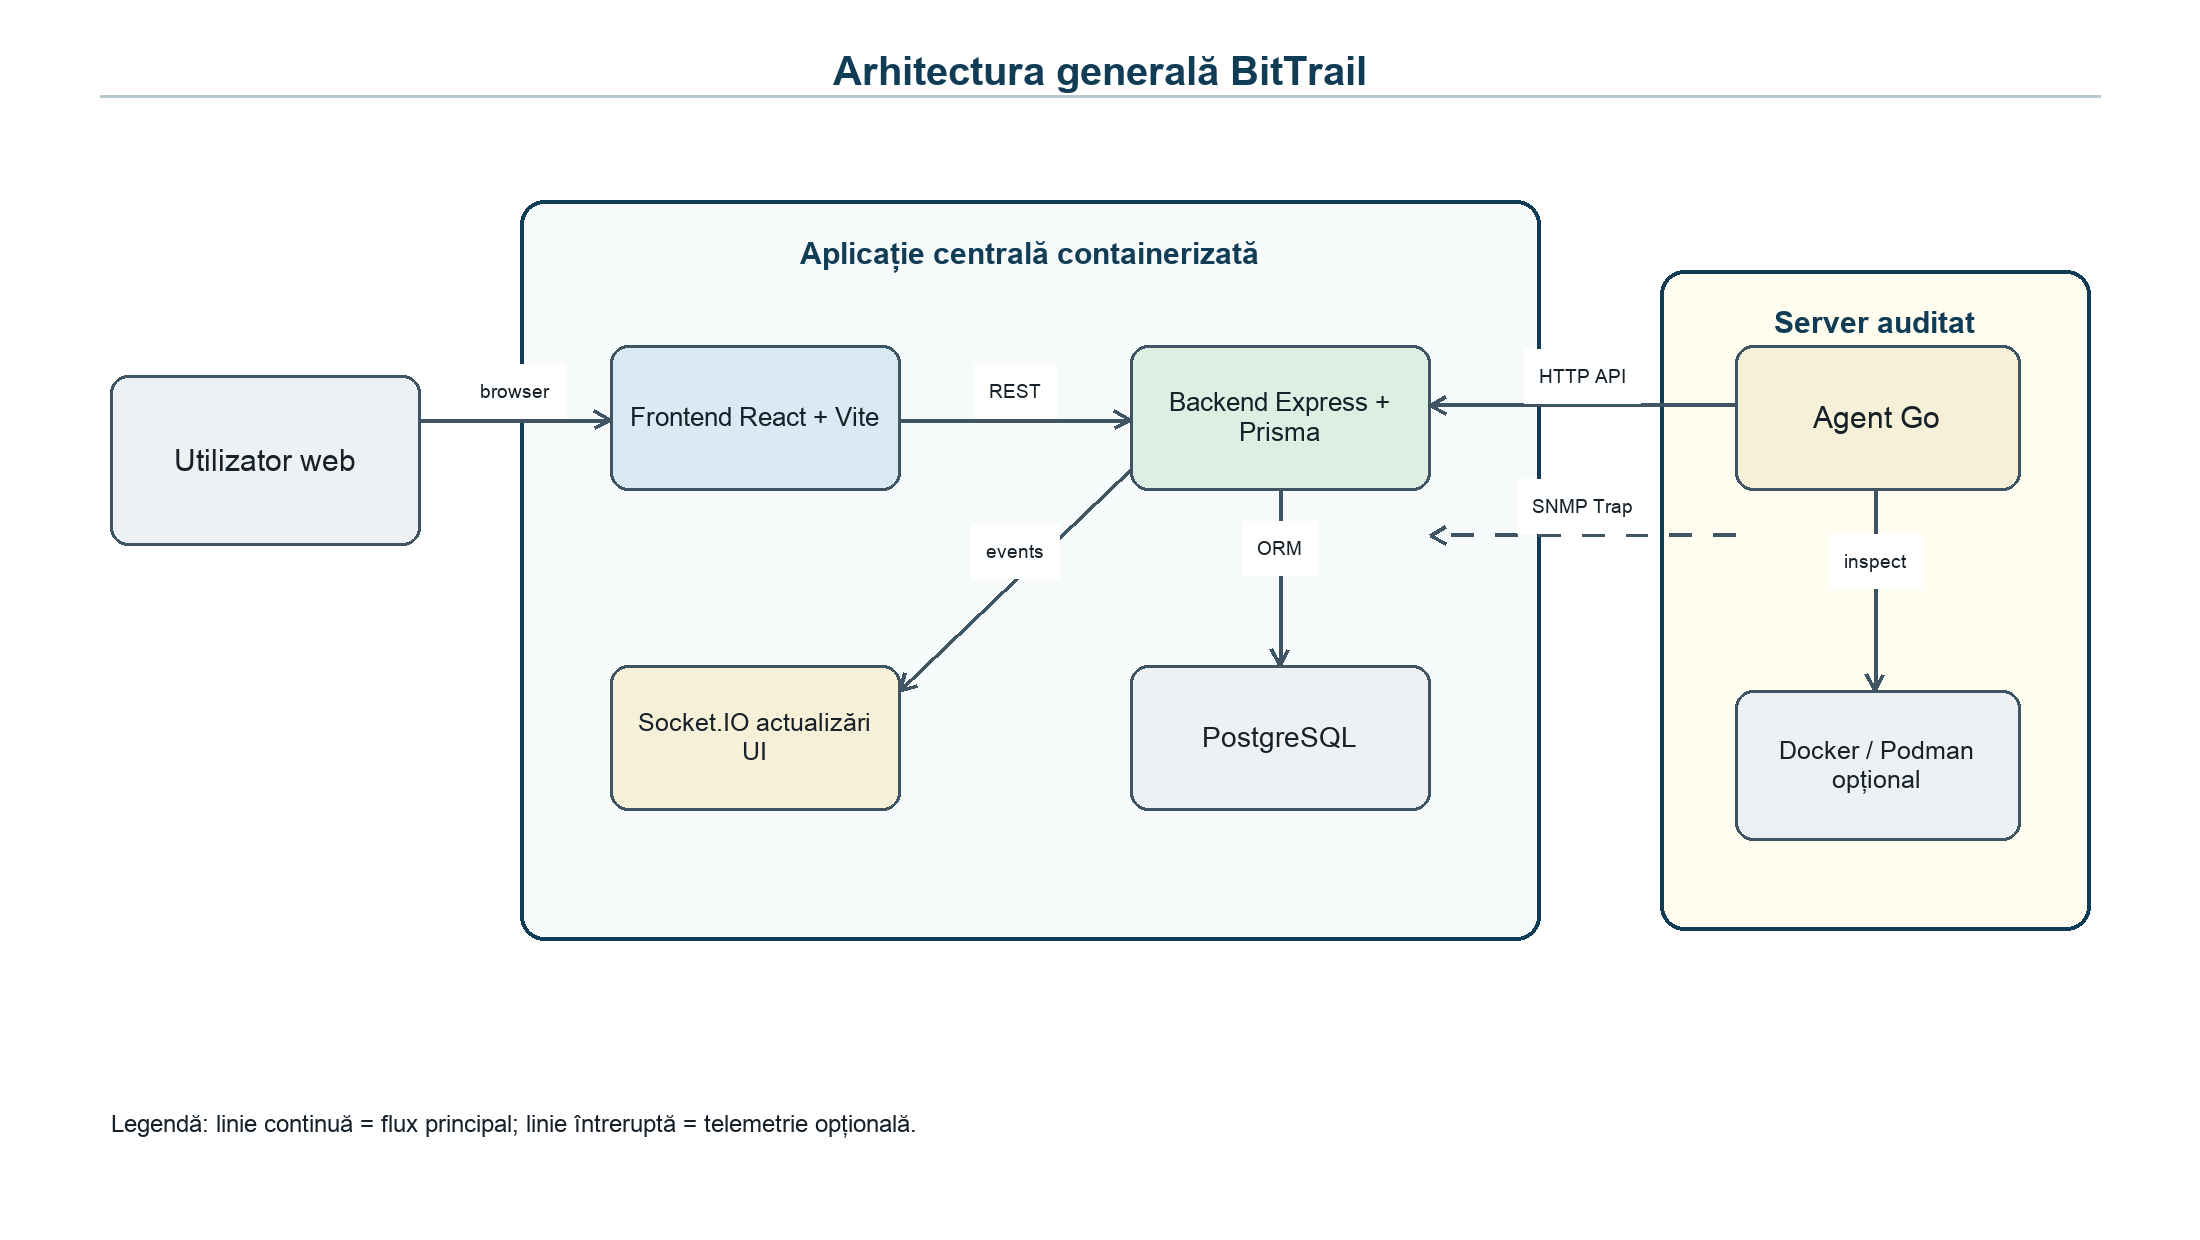 Arhitectura generală BitTrail
Aplicație centrală containerizată
Server auditat
Utilizator web
browser
Frontend React + Vite
REST
Backend Express +
Prisma
HTTP API
Agent Go
SNMP Trap
events
ORM
inspect
Socket.IO actualizări
UI
PostgreSQL
Docker / Podman
opțional
Legendă: linie continuă = flux principal; linie întreruptă = telemetrie opțională.